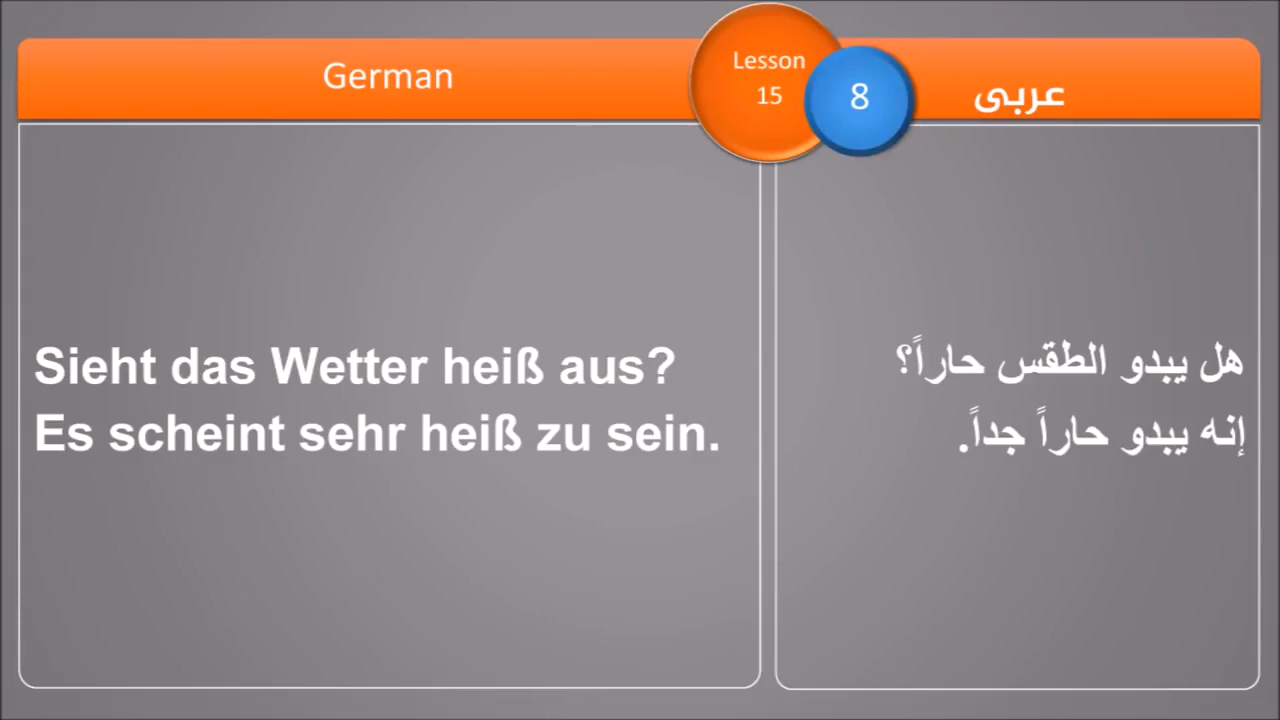 German
Lesson
15
8
عربى
Sieht das Wetter heiß aus?
Es scheint sehr heiß zu sein.
هل يبدو الطقس حاراً؟
إنه يبدو حاراً جداً.